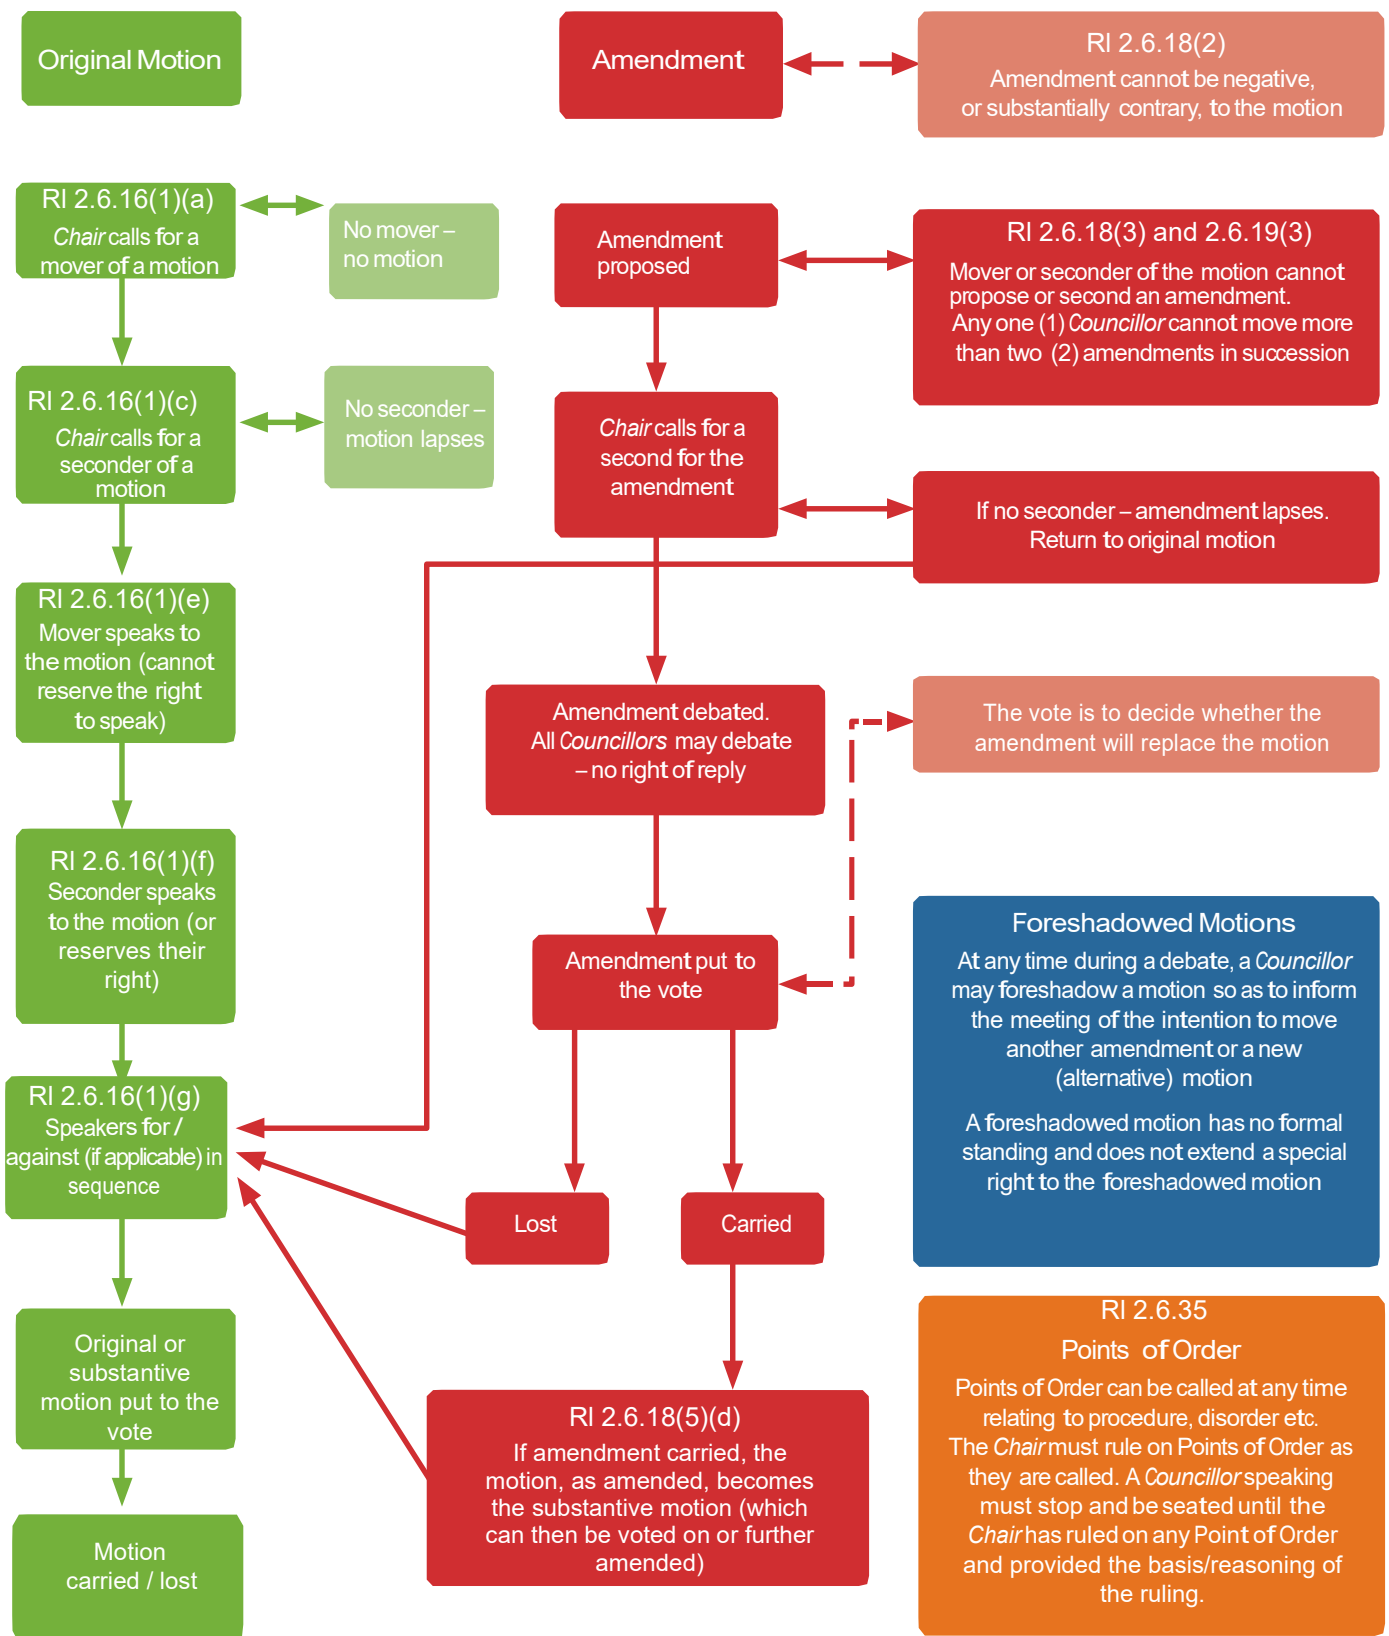 Original Motion
RI 2.6.16(1)(a)
Chair calls for a
mover of a motion
No mover –
no motion
RI 2.6.16(1)(c)
Chair calls for a
seconder of a
motion
No seconder –
motion lapses
RI 2.6.16(1)(e)
Mover speaks to
the motion (cannot
reserve the right
to speak)
RI 2.6.16(1)(f)
Seconder speaks
to the motion (or
reserves their
right)
RI 2.6.16(1)(g)
Speakers for /
against (if applicable) in
sequence
Original or
substantive
motion put to the
vote
Motion
carried / lost
Amendment
RI 2.6.18(2)
Amendment cannot be negative,
or substantially contrary, to the motion
Amendment
proposed
RI 2.6.18(3) and 2.6.19(3)
Mover or seconder of the motion cannot
propose or second an amendment.
Any one (1) Councillor cannot move more
than two (2) amendments in succession
Chair calls for a
second for the
amendment
If no seconder – amendment lapses.
Return to original motion
Amendment debated.
All Councillors may debate
– no right of reply
The vote is to decide whether the
amendment will replace the motion
Amendment put to
the vote
Lost
Carried
RI 2.6.18(5)(d)
If amendment carried, the
motion, as amended, becomes
the substantive motion (which
can then be voted on or further
amended)
Foreshadowed Motions
At any time during a debate, a Councillor
may foreshadow a motion so as to inform
the meeting of the intention to move
another amendment or a new
(alternative) motion
A foreshadowed motion has no formal
standing and does not extend a special
right to the foreshadowed motion
RI 2.6.35
Points of Order
Points of Order can be called at any time
relating to procedure, disorder etc.
The Chair must rule on Points of Order as
they are called. A Councillor speaking
must stop and be seated until the
Chair has ruled on any Point of Order
and provided the basis/reasoning of
the ruling.